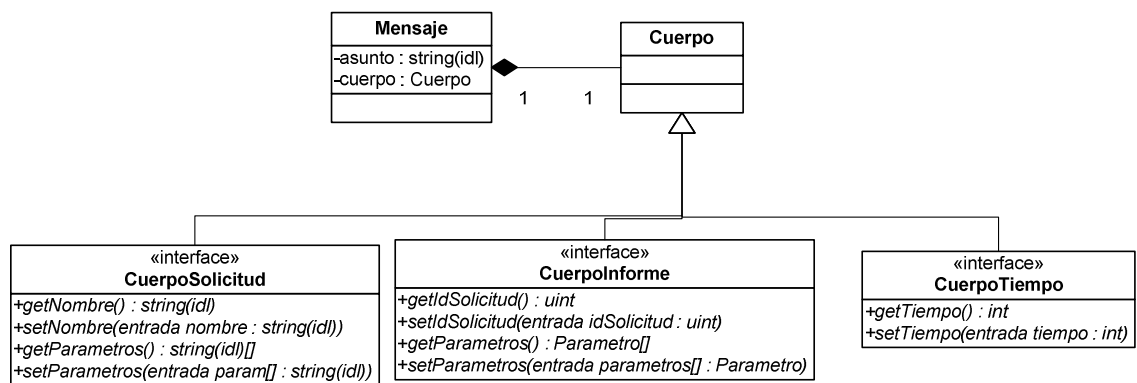 Mensaje
-asunto : string(idl)
-cuerpo : Cuerpo
Cuerpo
1
1
«interface»
CuerpoSolicitud
+getNombre() : string(idl)
+setNombre(entrada nombre : string(idl))
+getParametros() : string(idl)[]
+setParametros(entrada param[] : string(idl))
«interface»
CuerpoInforme
+getIdSolicitud() : uint
+setIdSolicitud(entrada idSolicitud : uint)
+getParametros() : Parametro[]
+setParametros(entrada parametros[] : Parametro)
«interface»
CuerpoTiempo
+getTiempo() : int
+setTiempo(entrada tiempo : int)